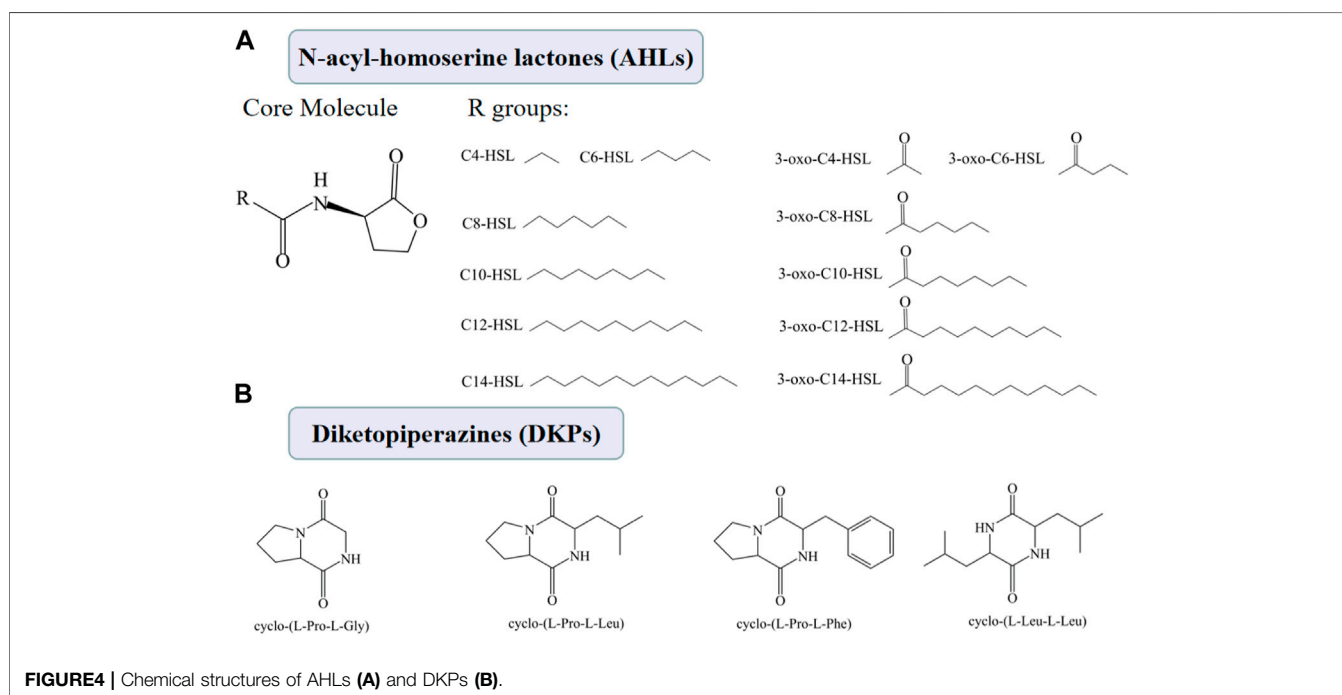 A
N-acyl-homoserine lactones (AHLs)
Core Molecule
R groups:
R
O
H
N
O
O
C4-HSL
C6-HSL
3-oxo-C4-HSL
O
3-oxo-C6-HSL
O
C8-HSL
3-oxo-C8-HSL
O
C10-HSL
3-oxo-C10-HSL
O
C12-HSL
3-oxo-C12-HSL
O
C14-HSL
3-oxo-C14-HSL
O
B
Diketopiperazines (DKPs)
O
N
NH
O
cyclo-(L-Pro-L-Gly)
O
N
NH
O
cyclo-(L-Pro-L-Leu)
O
N
NH
O
cyclo-(L-Pro-L-Phe)
O
HN
NH
O
cyclo-(L-Leu-L-Leu)
FIGURE4 | Chemical structures of AHLs (A) and DKPs (B).